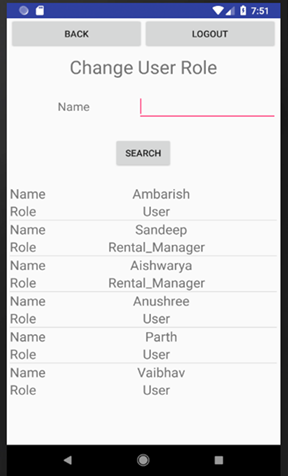 7:51
BACK LOGOUT
Change User Role
Name
SEARCH
Name Ambarish
Role User
Name Sandeep
Role Rental_Manager
Name Aishwarya
Role Rental_Manager
Name Anushree
Role User
Name Parth
Role User
Name Vaibhav
Role User